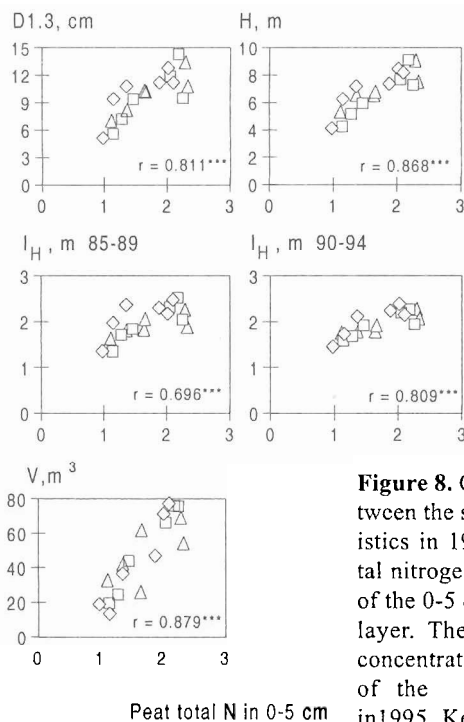 D1.3, cm
15
12
9
6
3
0
r = 0.811***
0 1 2 3
H, m
10
8
6
4
2
0
r = 0.868***
0 1 2 3
I_H, m 85-89
3
2
1
0
r = 0.696***
0 1 2 3
I_H, m 90-94
3
2
1
0
r = 0.809***
0 1 2 3
V,m³
80
60
40
20
0
r = 0.879***
0 1 2 3
Peat total N in 0-5 cm
Figure 8.
tween the
istics in
tal nitroge
of the 0-5
layer. The
concentrat
of the
in1995.